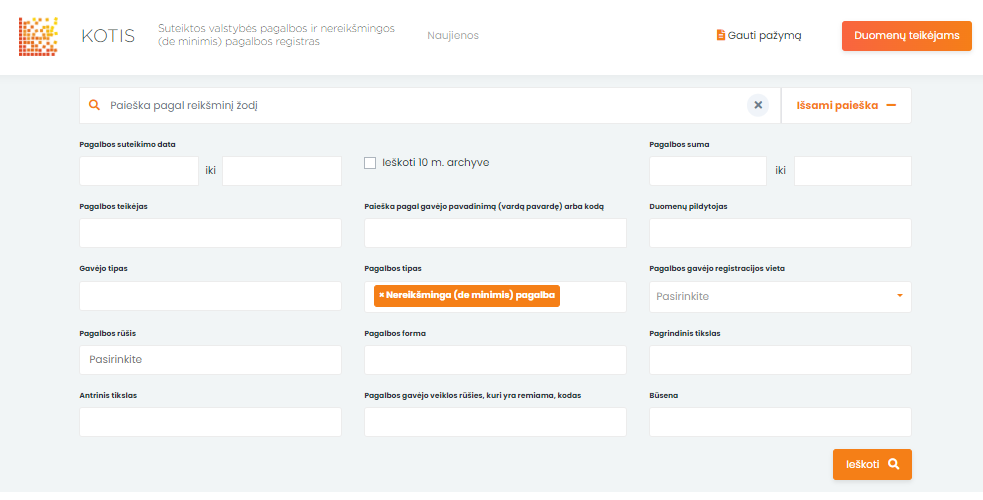 KOTIS
Suteiktos valstybės pagalbos ir nereikšmingos
(de minimis) pagalbos registras
Naujienos
Gauti pažymą
Duomenų teikėjams
Paieška pagal reikšminį žodį
Išsami paieška
Pagalbos suteikimo data
iki
Ieškoti 10 m. archyve
Pagalbos suma
iki
Pagalbos teikėjas
Paieška pagal gavėjo pavadinimą (vardą pavardę) arba kodą
Duomenų pildytojas
Gavėjo tipas
Pagalbos tipas
× Nereikšminga (de minimis) pagalba
Pagalbos gavėjo registracijos vieta
Pasirinkite
Pagalbos rūšis
Pasirinkite
Pagalbos forma
Pagrindinis tikslas
Antrinis tikslas
Pagalbos gavėjo veiklos rūšies, kuri yra remiama, kodas
Būsena
Ieškoti